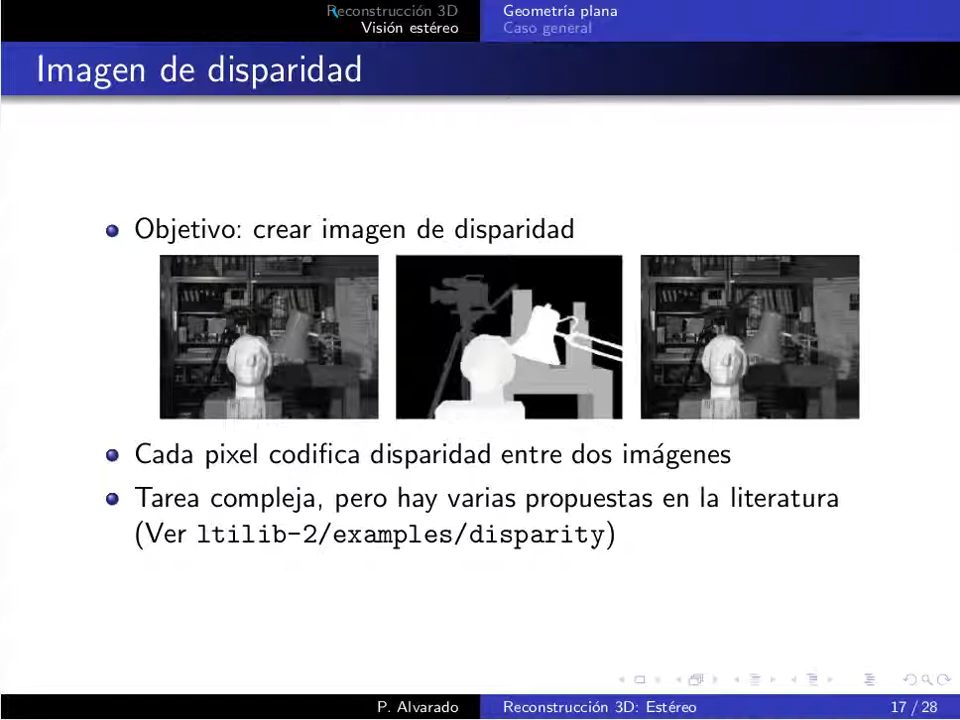 Reconstrucción 3D
Visión estéreo
Geometría plana
Caso general
Imagen de disparidad
Objetivo: crear imagen de disparidad
Cada pixel codifica disparidad entre dos imágenes
Tarea compleja, pero hay varias propuestas en la literatura
(Ver ltilib-2/examples/disparity)
P. Alvarado
Reconstrucción 3D: Estéreo
17 / 28